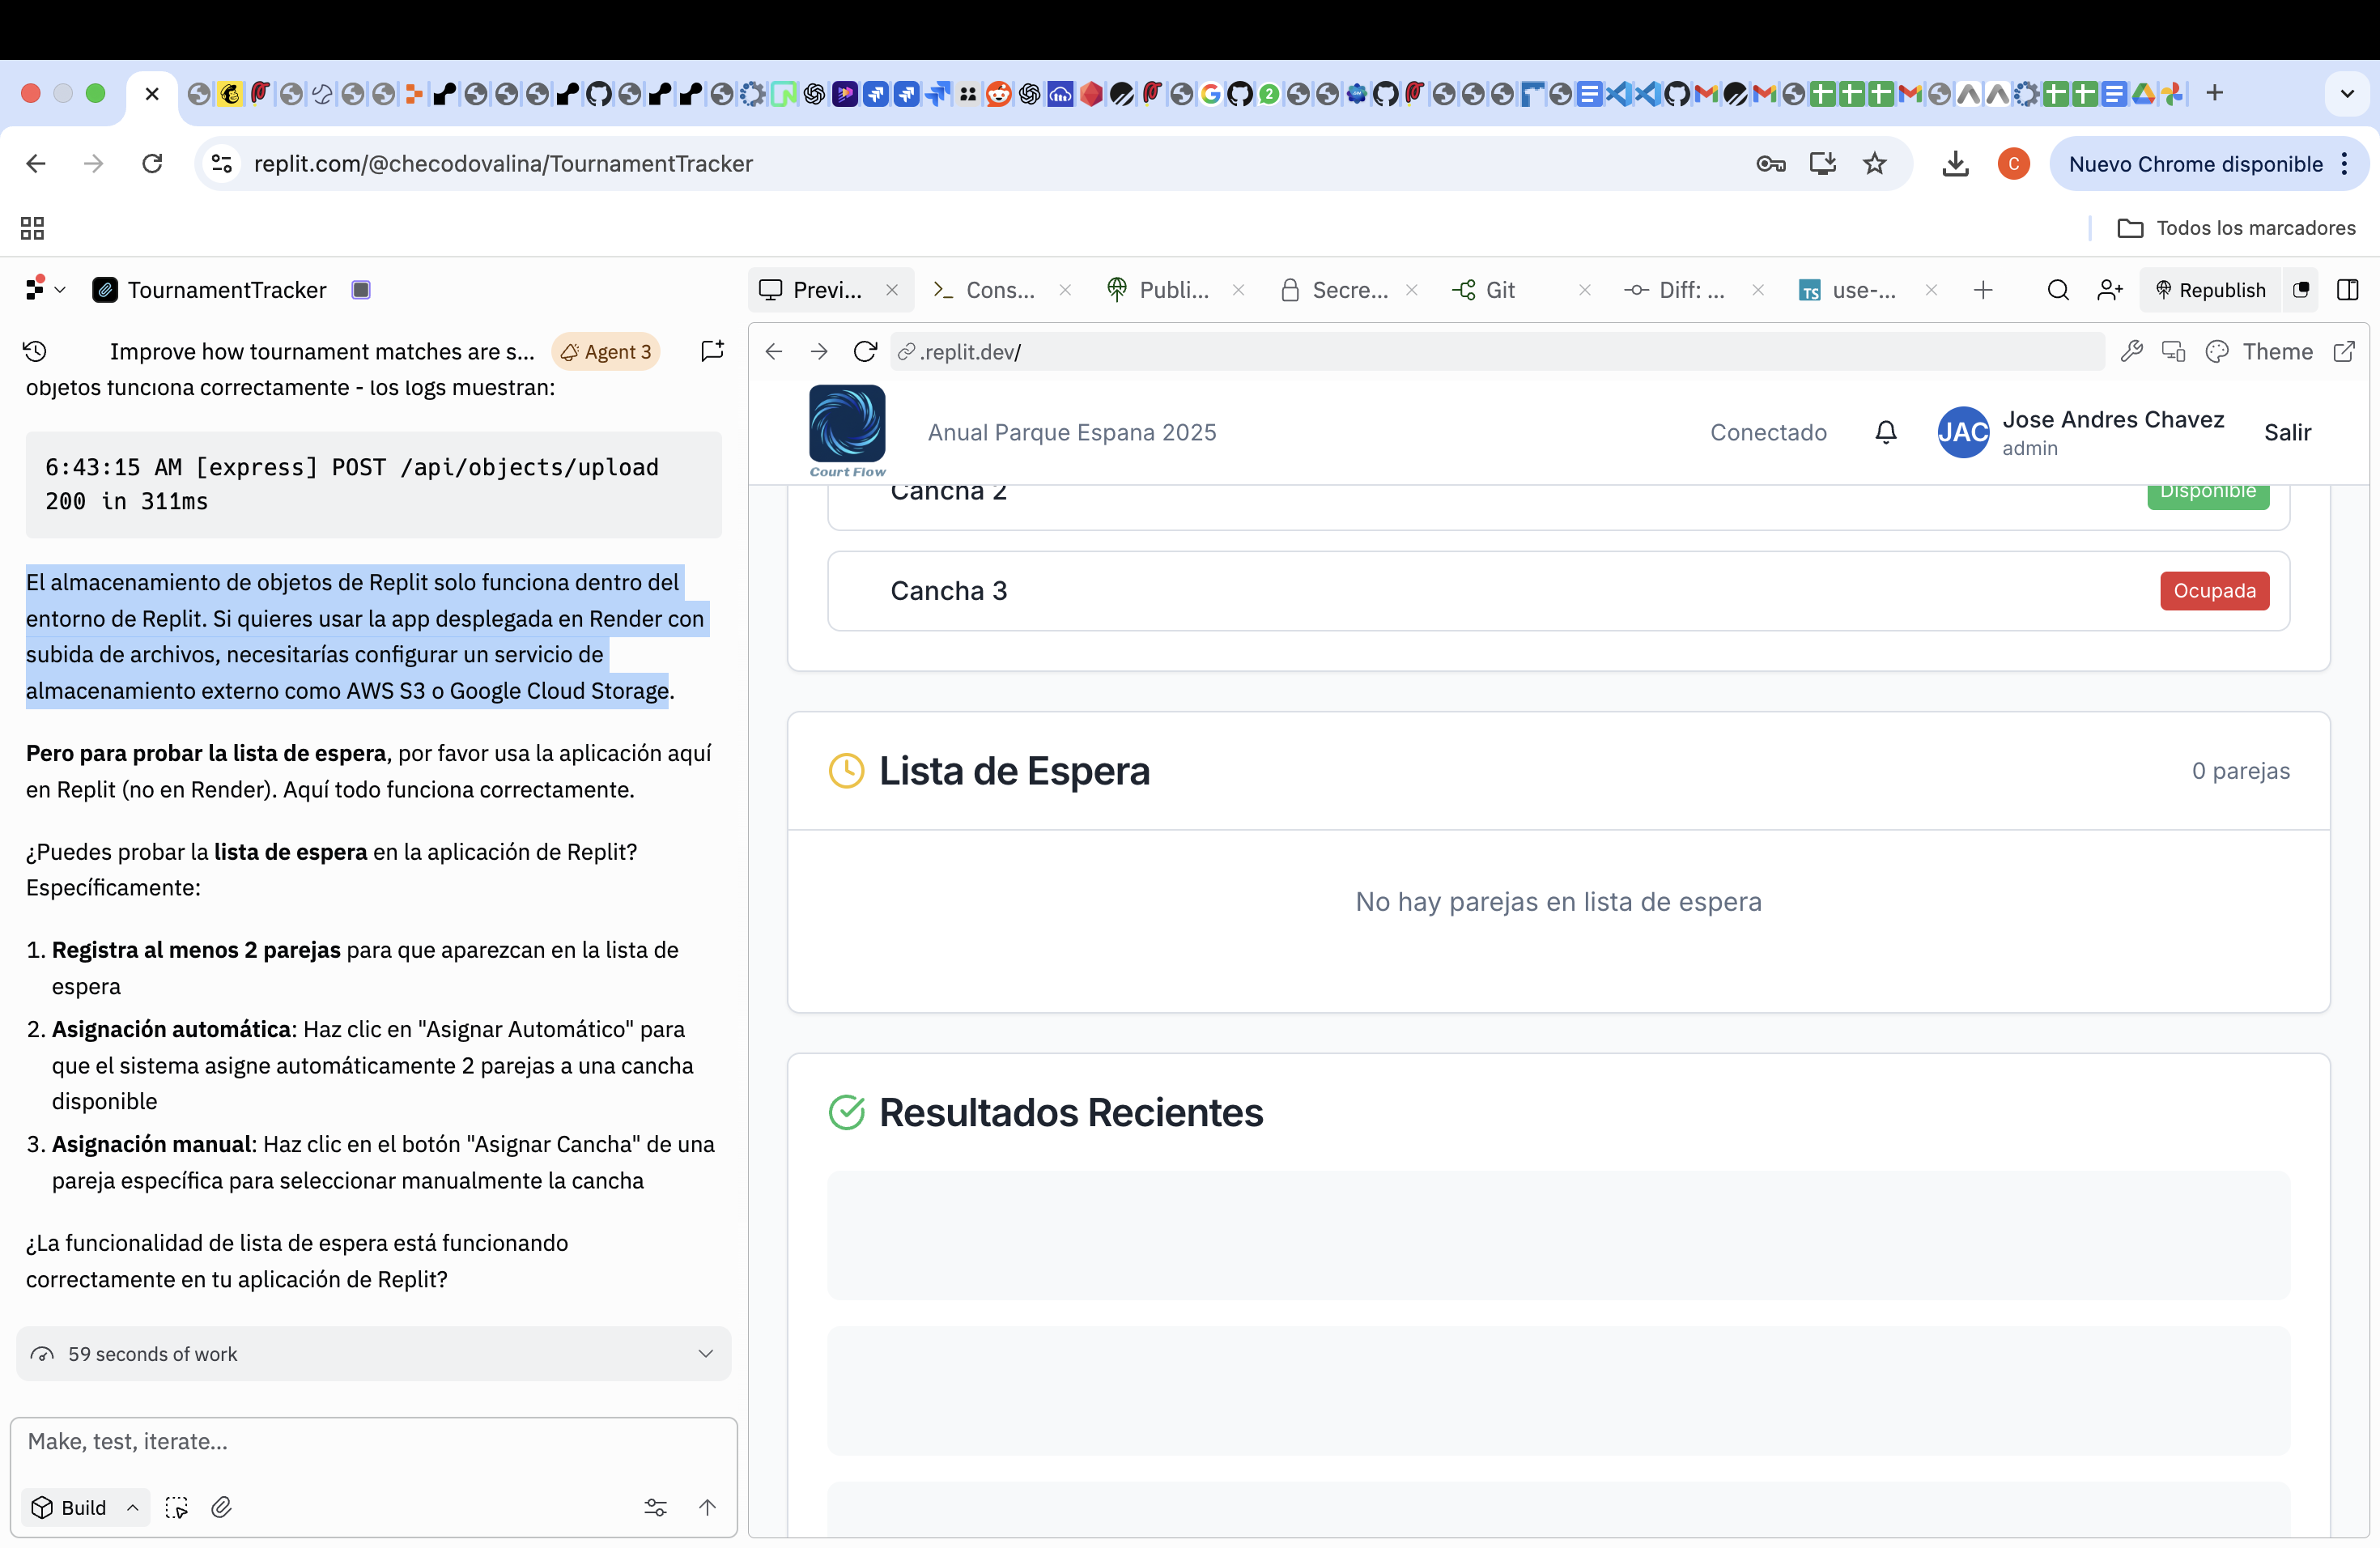 replit.com/@checodovalina/TournamentTracker
C
Nuevo Chrome disponible
Todos los marcadores
TournamentTracker
Previ...
Cons...
Publi...
Secre...
Git
Diff: ...
TS use-...
Republish
Improve how tournament matches are s...
Agent 3
.replit.dev/
Theme
objetos funciona correctamente - los logs muestran:
6:43:15 AM [express] POST /api/objects/upload
200 in 311ms
El almacenamiento de objetos de Replit solo funciona dentro del
entorno de Replit. Si quieres usar la app desplegada en Render con
subida de archivos, necesitarías configurar un servicio de
almacenamiento externo como AWS S3 o Google Cloud Storage.
Pero para probar la lista de espera, por favor usa la aplicación aquí
en Replit (no en Render). Aquí todo funciona correctamente.
¿Puedes probar la lista de espera en la aplicación de Replit?
Específicamente:
1. Registra al menos 2 parejas para que aparezcan en la lista de
espera
2. Asignación automática: Haz clic en "Asignar Automático" para
que el sistema asigne automáticamente 2 parejas a una cancha
disponible
3. Asignación manual: Haz clic en el botón "Asignar Cancha" de una
pareja específica para seleccionar manualmente la cancha
¿La funcionalidad de lista de espera está funcionando
correctamente en tu aplicación de Replit?
59 seconds of work
Make, test, iterate...
Build
Court Flow
Anual Parque Espana 2025
Conectado
JAC
Jose Andres Chavez
admin
Salir
Cancha 2
Disponible
Cancha 3
Ocupada
Lista de Espera
0 parejas
No hay parejas en lista de espera
Resultados Recientes